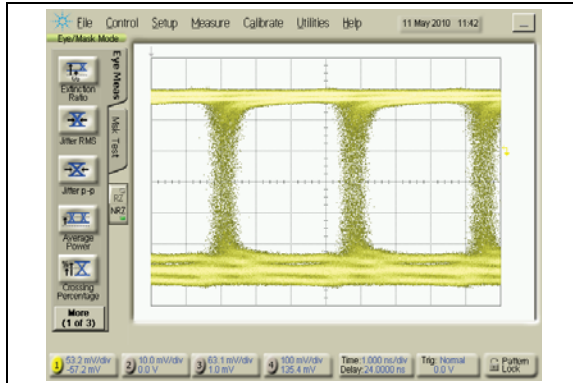 File Control Setup Measure Calibrate Utilities Help 11 May 2010 11:42
Eye/Mask Mode
Eye Meas
Msk Test
Extinction
Ratio
Jitter RMS
Jitter p-p
RZ
NRZ
Average
Power
Crossing
Percentage
More
(1 of 3)
1) 53.2 mV/div
-57.2 mV
2) 10.0 mV/div
0.0 V
3) 63.1 mV/div
1.0 mV
4) 100 mV/div
135.4 mV
Time:1.000 ns/div
Delay:24.0000 ns
Trig: Normal
0.0 V
Pattern
Lock